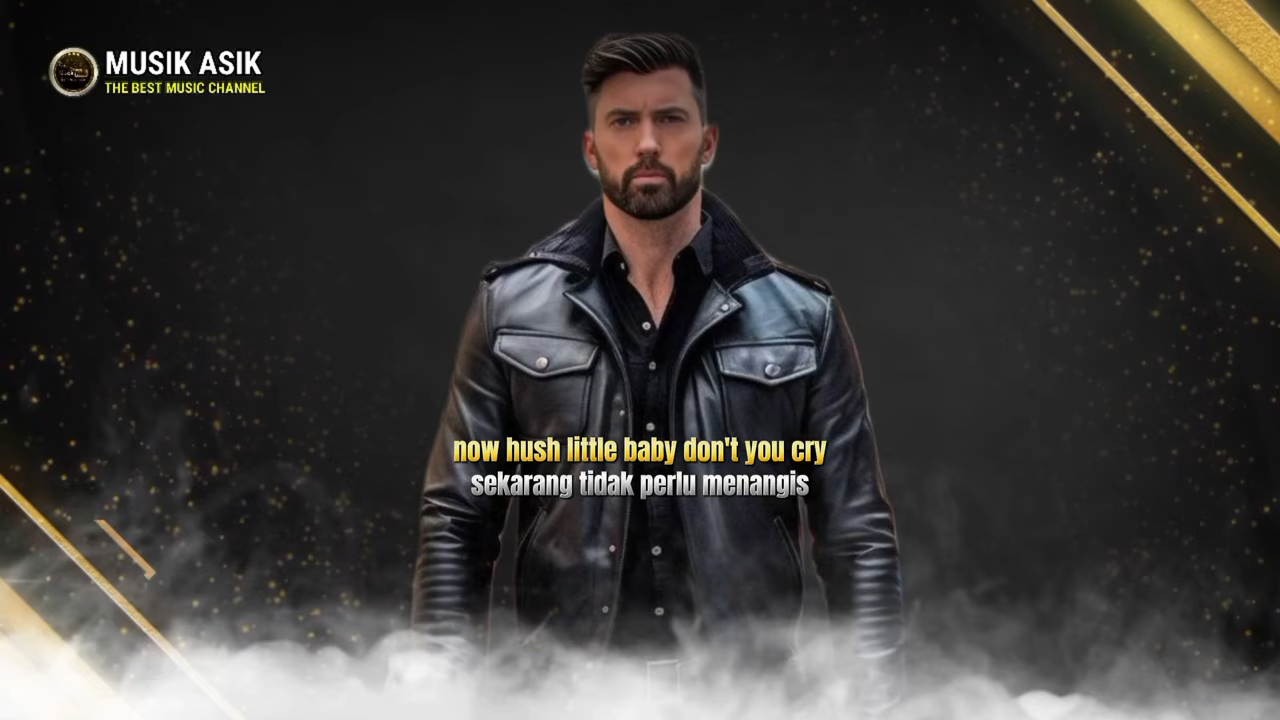 MUSIK ASIK
THE BEST MUSIC CHANNEL
now hush little baby don't you cry
sekarang tidak perlu menangis